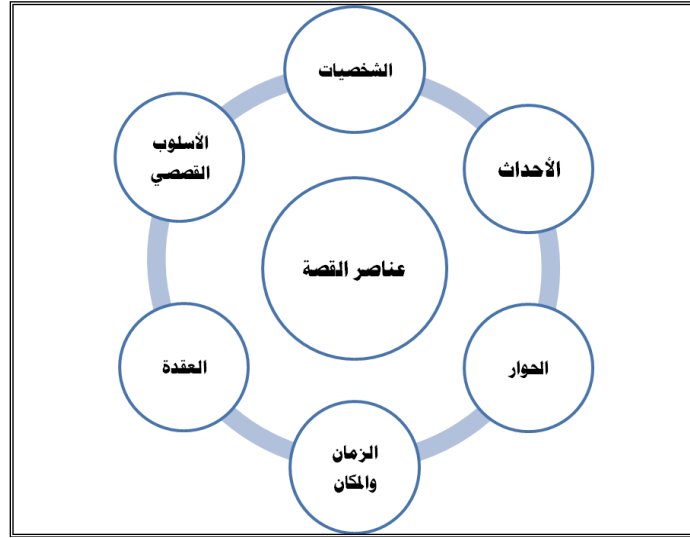 الشخصيات
الأحداث
الحوار
الزمان
والمكان
العقدة
الأسلوب
القصصي
عناصر القصة